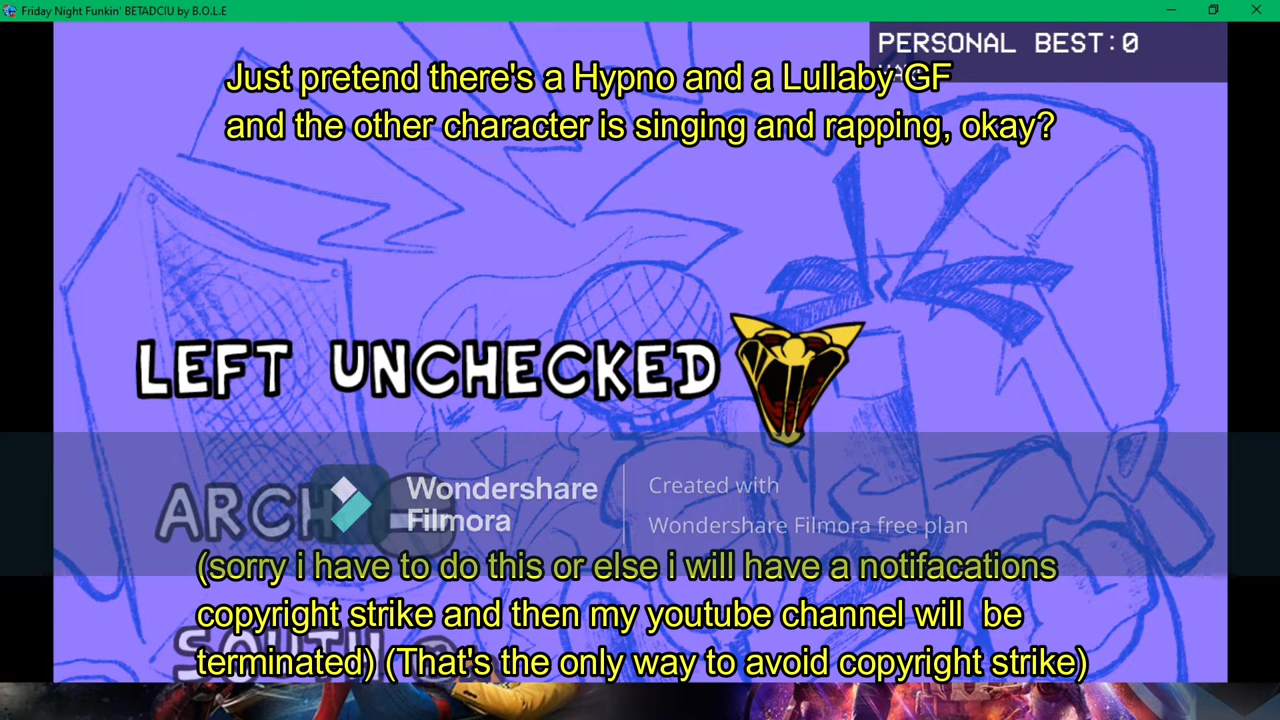 Friday Night Funkin' BETADCIU by B.O.L.E
PERSONAL BEST:0
Just pretend there's a Hypno and a Lullaby GF
and the other character is singing and rapping, okay?
LEFT UNCHECKED
Wondershare
Filmora
Created with
Wondershare Filmora free plan
(sorry i have to do this or else i will have a notifacations
copyright strike and then my youtube channel will be
terminated) (That's the only way to avoid copyright strike)
SOUTH